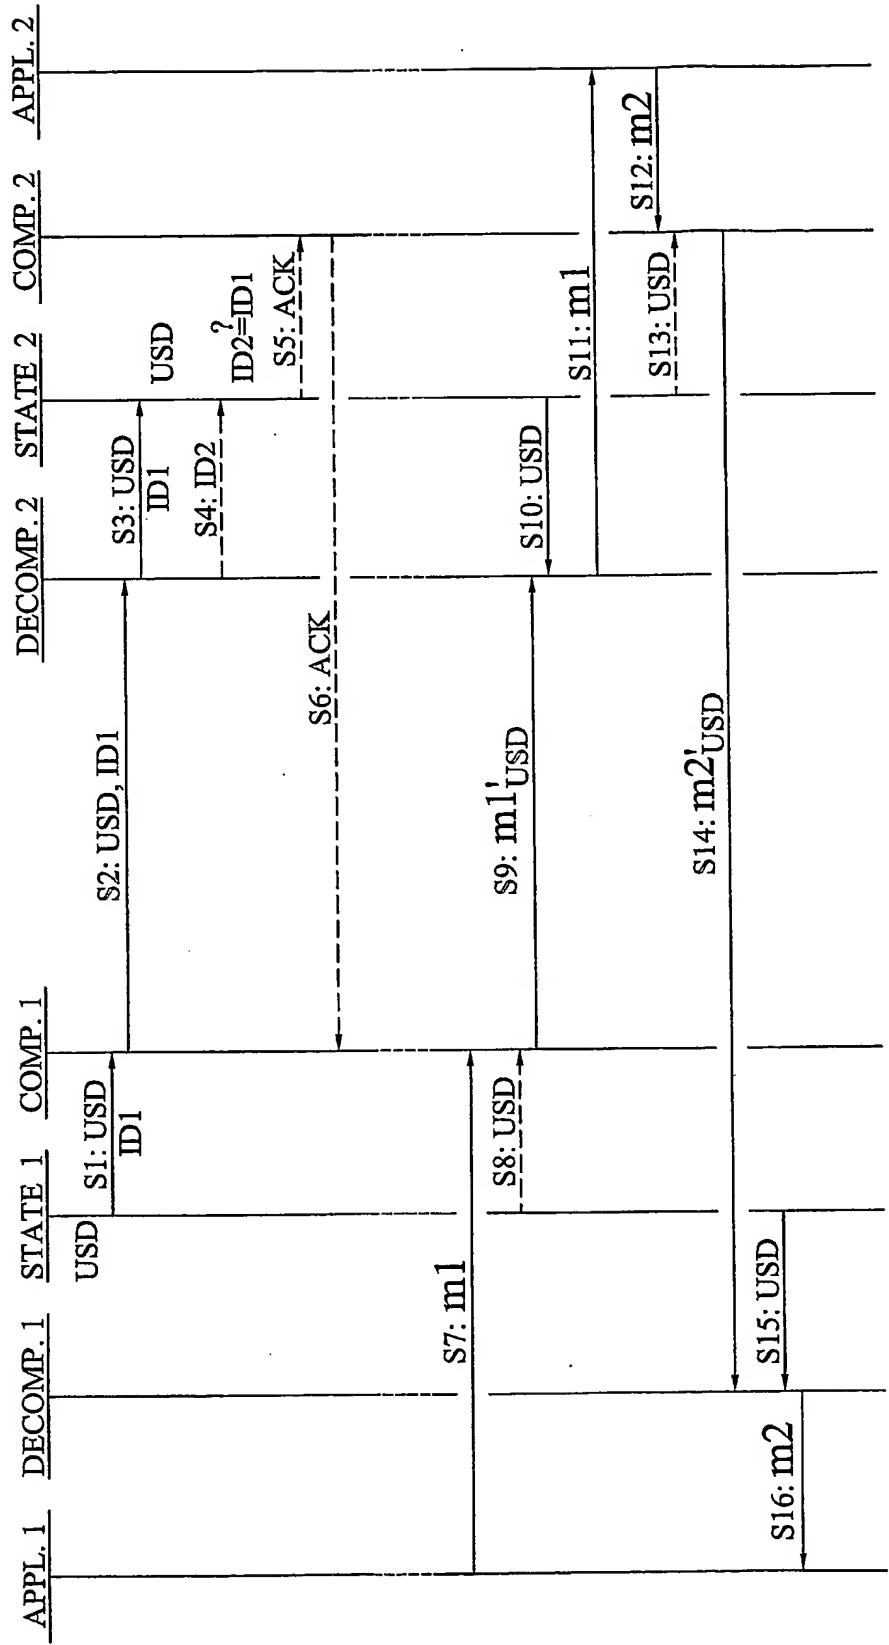 APPL. 1
DECOMP. 1
STATE 1
COMP. 1
DECOMP. 2
STATE 2
COMP. 2
APPL. 2
USD
S1: USD
ID1
S2: USD, ID1
S3: USD
ID1
USD
S4: ID2
ID2=ID1
?
S5: ACK
S6: ACK
S7: m1
S8: USD
S9: m1'USD
S10: USD
S11: m1
S12: m2
S13: USD
S14: m2'USD
S15: USD
S16: m2